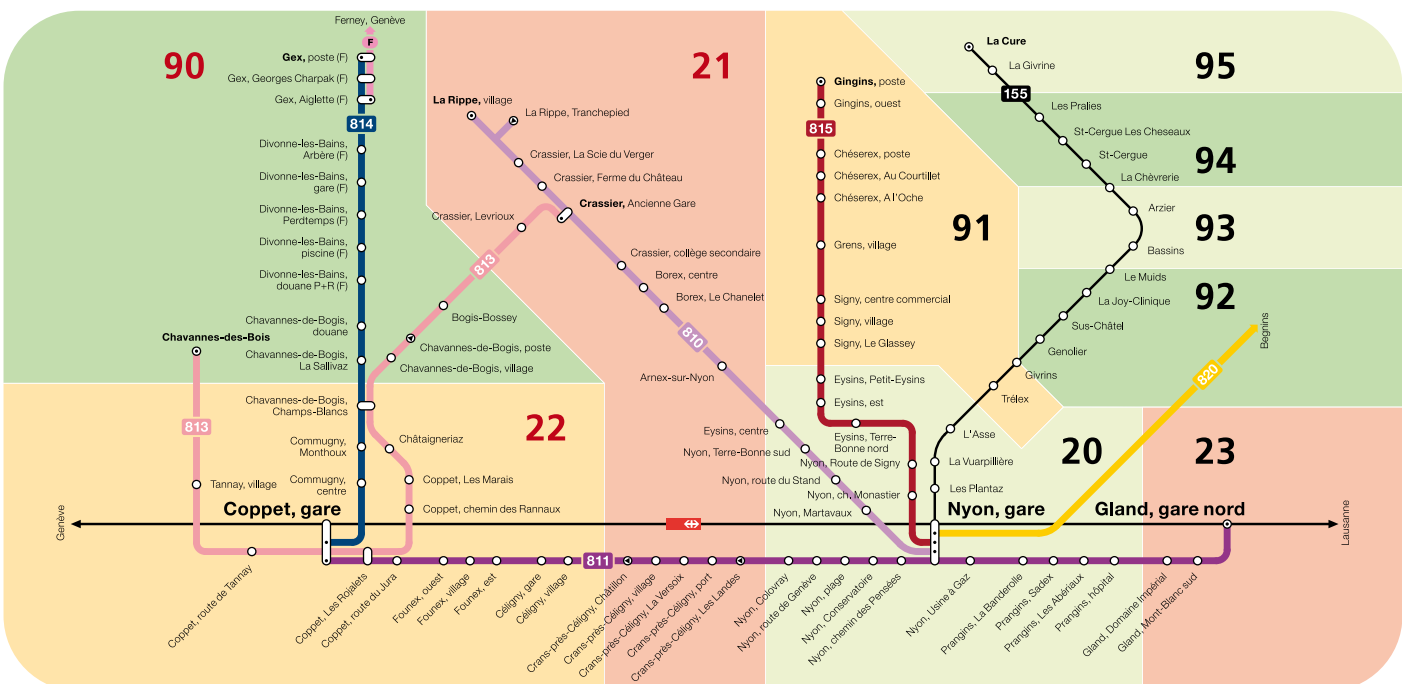 Ferney, Genève
F
90
Gex, poste (F)
Gex, Georges Charpak (F)
Gex, Aiglette (F)
814
Divonne-les-Bains,
Arbère (F)
Divonne-les-Bains,
gare (F)
Divonne-les-Bains,
Perdtemps (F)
Divonne-les-Bains,
piscine (F)
Divonne-les-Bains,
douane P+R (F)
Chavannes-de-Bogis,
douane
Chavannes-des-Bois
Chavannes-de-Bogis,
La Sallivaz
Chavannes-de-Bogis,
Champs-Blancs
813
Commugny,
Monthoux
Commugny,
centre
Tannay, village
Coppet, gare
Genève
21
La Rippe, village
La Rippe, Tranchepied
Crassier, La Scie du Verger
Crassier, Ferme du Château
Crassier, Ancienne Gare
Crassier, Levrioux
813
Bogis-Bossey
Chavannes-de-Bogis, poste
Chavannes-de-Bogis, village
22
Châtaigneriaz
Coppet, Les Marais
Coppet, chemin des Rannaux
Crassier, collège secondaire
Borex, centre
Borex, Le Chanelet
810
Arnex-sur-Nyon
Eysins, centre
Nyon, Terre-Bonne sud
Nyon, route du Stand
Nyon, Martavaux
Gingins, poste
Gingins, ouest
815
Chéserex, poste
Chéserex, Au Courtillet
Chéserex, A l'Oche
Grens, village
Signy, centre commercial
Signy, village
Signy, Le Glassey
Eysins, Petit-Eysins
Eysins, est
Eysins, Terre-
Bonne nord
Nyon, Route de Signy
Nyon, ch. Monastier
91
La Cure
La Givrine
155
95
Les Pralies
St-Cergue Les Cheseaux
St-Cergue
La Chèvrerie
94
Arzier
Bassins
93
Le Muids
La Joy-Clinique
Sus-Châtel
Genolier
Givrins
Trélex
92
Begnins
820
L'Asse
La Vuarpillière
Les Plantaz
20
23
Nyon, gare
Gland, gare nord
Lausanne
811
Coppet, route de Tannay
Coppet, Les Rojalets
Coppet, route du Jura
Founex, ouest
Founex, village
Founex, est
Céligny, gare
Céligny, village
Crans-près-Céligny, Châtillon
Crans-près-Céligny, village
Crans-près-Céligny, La Versoix
Crans-près-Céligny, port
Crans-près-Céligny, Les Landes
Nyon, Colovray
Nyon, route de Genève
Nyon, plage
Nyon, Conservatoire
Nyon, chemin des Pensées
Nyon, Usine à Gaz
Prangins, La Banderolle
Prangins, Sadex
Prangins, Les Abériaux
Prangins, hôpital
Gland, Domaine Impérial
Gland, Mont-Blanc sud